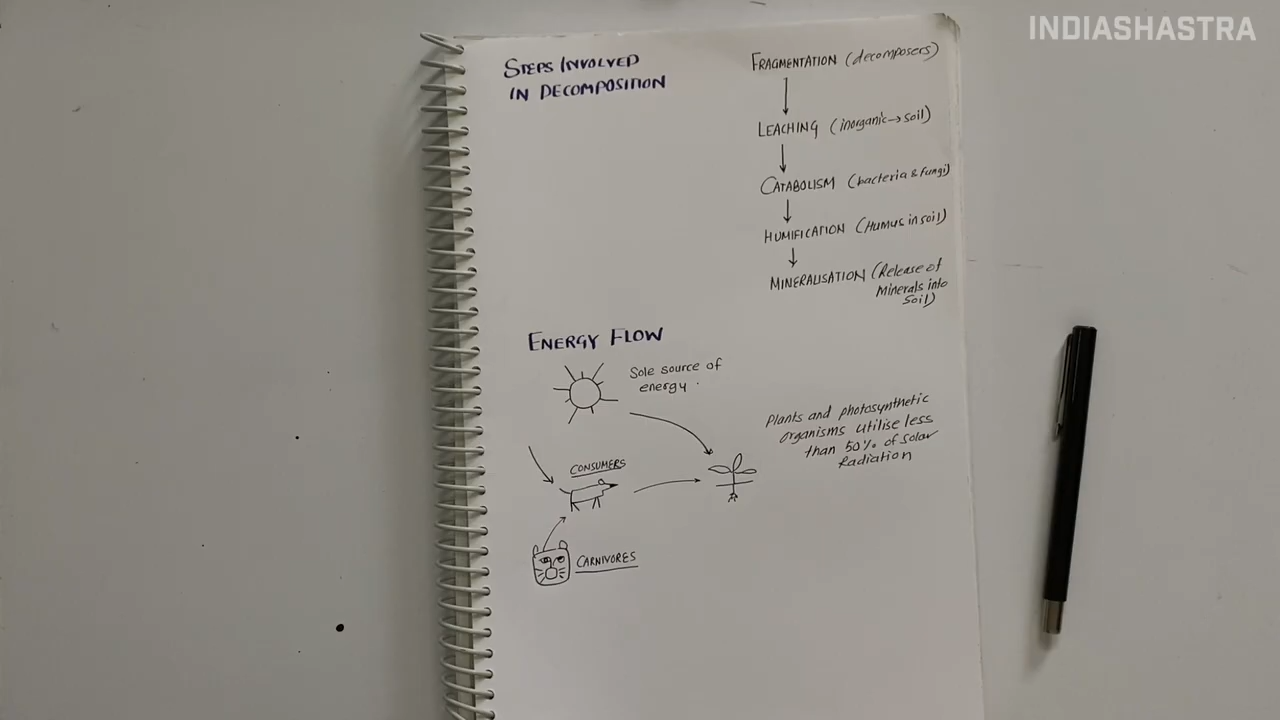 INDIASHASTRA
STEPS INVOLVED
IN DECOMPOSITION
FRAGMENTATION (decomposers)
LEACHING (inorganic→soil)
CATABOLISM (bacteria & fungi)
HUMIFICATION (Humus in soil)
MINERALISATION (Release of
Minerals into
Soil)
ENERGY FLOW
Sole source of
energy.
Plants and photosynthetic
organisms utilise less
than 50% of solar
Radiation
CONSUMERS
CARNIVORES